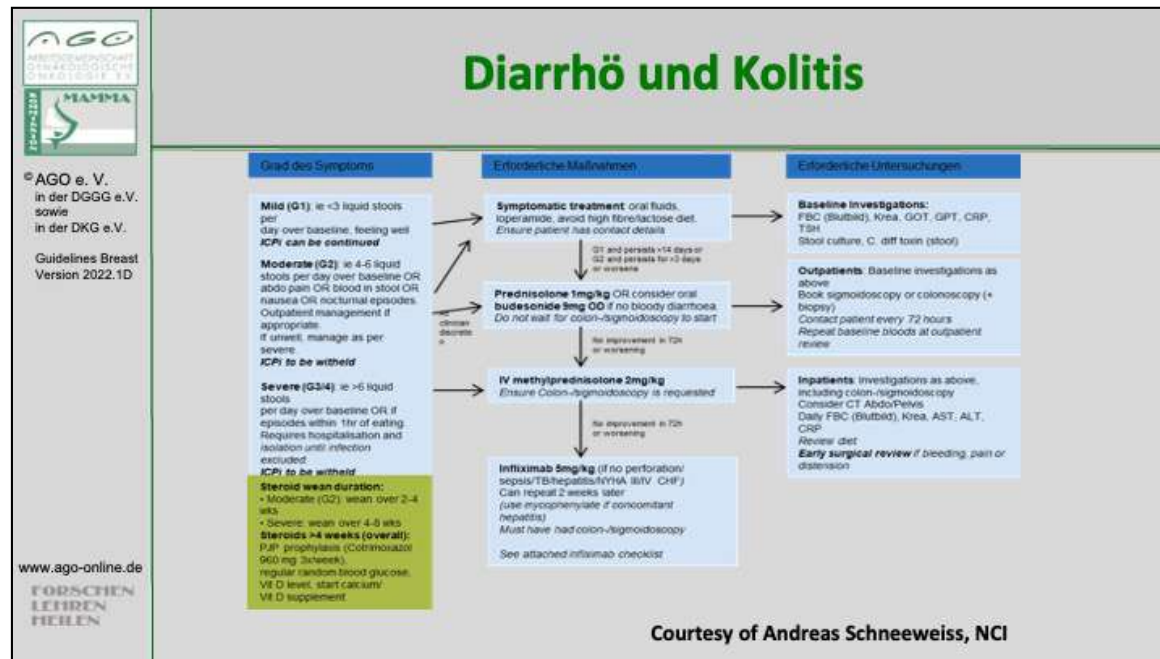 AGO
ARBEITSGEMEINSCHAFT
GYNÄKOLOGISCHE
ONKOLOGIE E.V.
KOMMISSION
MAMMA
© AGO e. V.
in der DGGG e.V.
sowie
in der DKG e.V.
Guidelines Breast
Version 2022.1D
www.ago-online.de
FORSCHEN
LEHREN
HEILEN
Diarrhö und Kolitis
Grad des Symptoms
Mild (G1): ie <3 liquid stools
per
day over baseline, feeling well
ICPi can be continued
Moderate (G2): ie 4-6 liquid
stools per day over baseline OR
abdo pain OR blood in stool OR
nausea OR nocturnal episodes.
Outpatient management if
appropriate.
If unwell, manage as per
severe.
ICPi to be witheld
Severe (G3/4): ie >6 liquid
stools
per day over baseline OR if
episodes within 1hr of eating.
Requires hospitalisation and
isolation until infection
excluded.
ICPi to be witheld
Steroid wean duration:
• Moderate (G2): wean over 2-4
wks
• Severe: wean over 4-8 wks
Steroids >4 weeks (overall):
PJP prophylaxis (Cotrimoxazol
960 mg 3x/week),
regular random blood glucose,
Vit D level, start calcium/
Vit D supplement
clinician
discretio
n
Erforderliche Maßnahmen
Symptomatic treatment: oral fluids,
loperamide, avoid high fibre/lactose diet.
Ensure patient has contact details
G1 and persists >14 days or
G2 and persists for >3 days
or worsens
Prednisolone 1mg/kg OR consider oral
budesonide 9mg OD if no bloody diarrhoea.
Do not wait for colon-/sigmoidoscopy to start
No improvement in 72h
or worsening
IV methylprednisolone 2mg/kg
Ensure Colon-/sigmoidoscopy is requested
No improvement in 72h
or worsening
Infliximab 5mg/kg (if no perforation/
sepsis/TB/hepatitis/NYHA III/IV CHF)
Can repeat 2 weeks later
(use mycophenylate if concomitant
hepatitis)
Must have had colon-/sigmoidoscopy
See attached infliximab checklist
Erforderliche Untersuchungen
Baseline Investigations:
FBC (Blutbild), Krea, GOT, GPT, CRP,
TSH
Stool culture, C. diff toxin (stool)
Outpatients: Baseline investigations as
above
Book sigmoidoscopy or colonoscopy (+
biopsy)
Contact patient every 72 hours
Repeat baseline bloods at outpatient
review
Inpatients: Investigations as above,
including colon-/sigmoidoscopy
Consider CT Abdo/Pelvis
Daily FBC (Blutbild), Krea, AST, ALT,
CRP
Review diet
Early surgical review if bleeding, pain or
distension
Courtesy of Andreas Schneeweiss, NCI